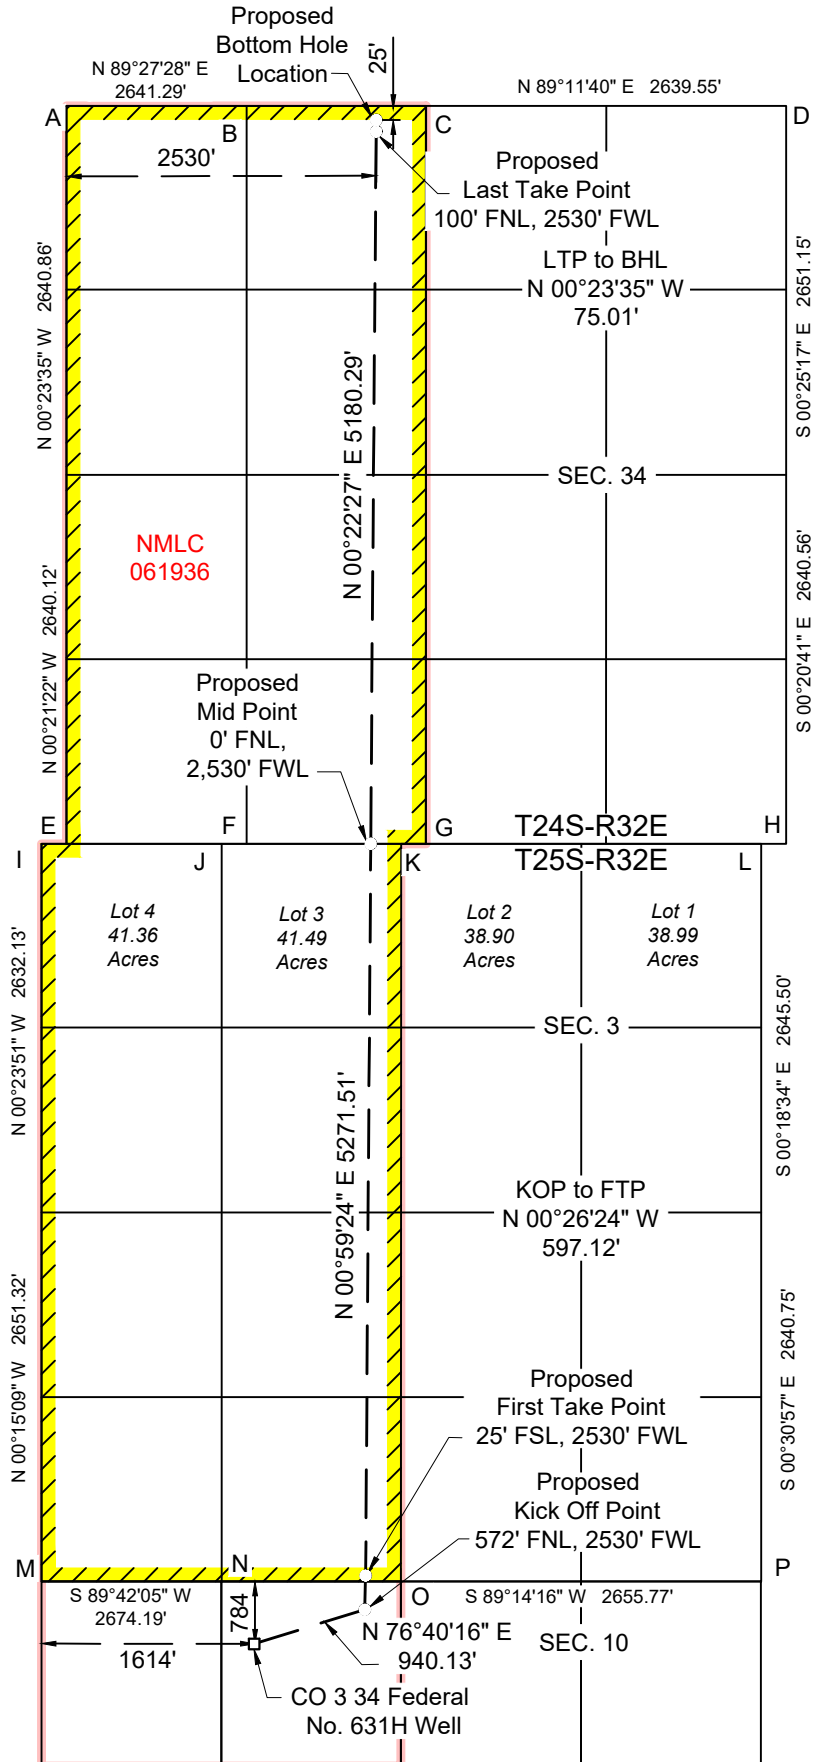 Proposed
Bottom Hole
Location
25'
N 89°27'28" E
2641.29'
N 89°11'40" E 2639.55'
A
B
C
D
2530'
Proposed
Last Take Point
100' FNL, 2530' FWL
LTP to BHL
N 00°23'35" W
75.01'
N 00°23'35" W 2640.86'
S 00°25'17" E 2651.15'
N 00°22'27" E 5180.29'
SEC. 34
NMLC
061936
N 00°21'22" W 2640.12'
S 00°20'41" E 2640.56'
Proposed
Mid Point
0' FNL,
2,530' FWL
E
F
G
T24S-R32E
H
I
J
K
T25S-R32E
L
Lot 4
41.36
Acres
Lot 3
41.49
Acres
Lot 2
38.90
Acres
Lot 1
38.99
Acres
N 00°23'51" W 2632.13'
S 00°18'34" E 2645.50'
SEC. 3
N 00°59'24" E 5271.51'
KOP to FTP
N 00°26'24" W
597.12'
N 00°15'09" W 2651.32'
S 00°30'57" E 2640.75'
Proposed
First Take Point
25' FSL, 2530' FWL
Proposed
Kick Off Point
572' FNL, 2530' FWL
M
N
O
P
S 89°42'05" W
2674.19'
784
S 89°14'16" W 2655.77'
1614'
N 76°40'16" E
940.13'
SEC. 10
CO 3 34 Federal
No. 631H Well